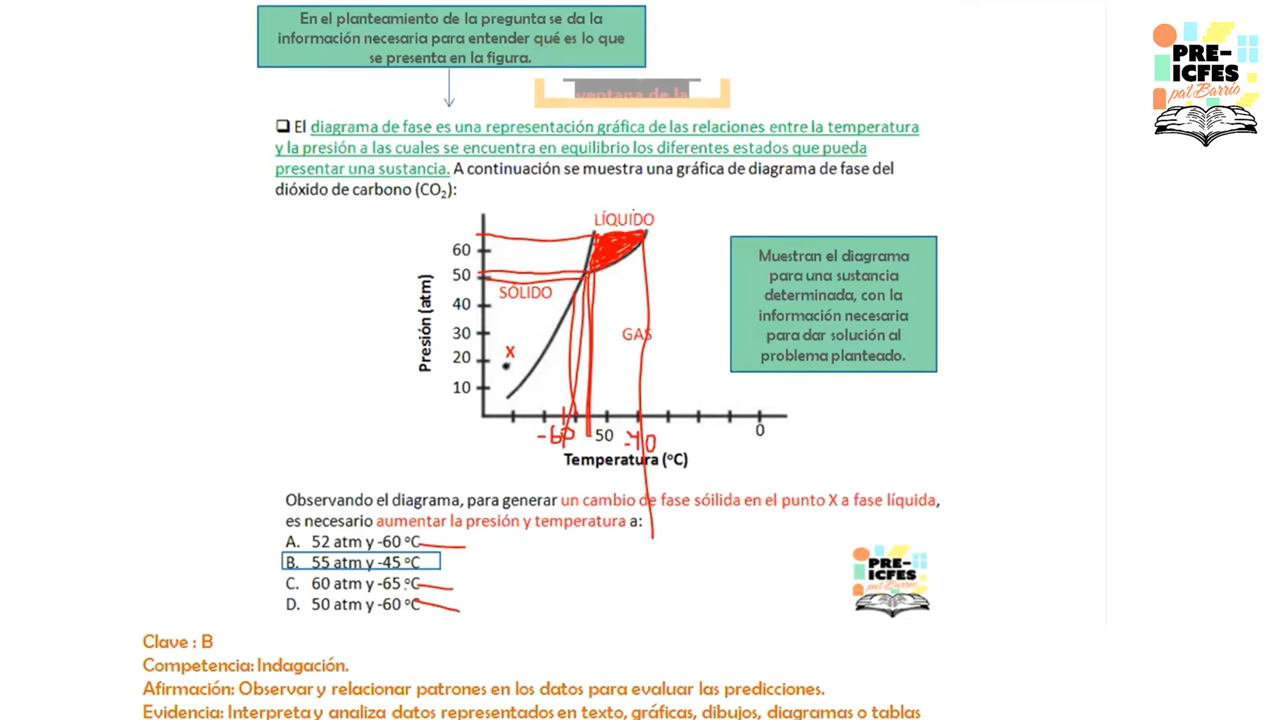 En el planteamiento de la pregunta se da la
información necesaria para entender qué es lo que
se presenta en la figura.
PRE-
ICFES
pa'l Barrio
ventana de la
❑ El diagrama de fase es una representación gráfica de las relaciones entre la temperatura
y la presión a las cuales se encuentra en equilibrio los diferentes estados que pueda
presentar una sustancia. A continuación se muestra una gráfica de diagrama de fase del
dióxido de carbono (CO₂):
LÍQUIDO
60
50
SÓLIDO
40
30
GAS
X
20
10
Presión (atm)
-60
50
-40
0
Temperatura (°C)
Muestran el diagrama
para una sustancia
determinada, con la
información necesaria
para dar solución al
problema planteado.
Observando el diagrama, para generar un cambio de fase sóilida en el punto X a fase líquida,
es necesario aumentar la presión y temperatura a:
A. 52 atm y -60 °C
B. 55 atm y -45 °C
C. 60 atm y -65 °C
D. 50 atm y -60 °C
PRE-
ICFES
pa'l Barrio
Clave : B
Competencia: Indagación.
Afirmación: Observar y relacionar patrones en los datos para evaluar las predicciones.
Evidencia: Interpreta y analiza datos representados en texto, gráficas, dibujos, diagramas o tablas